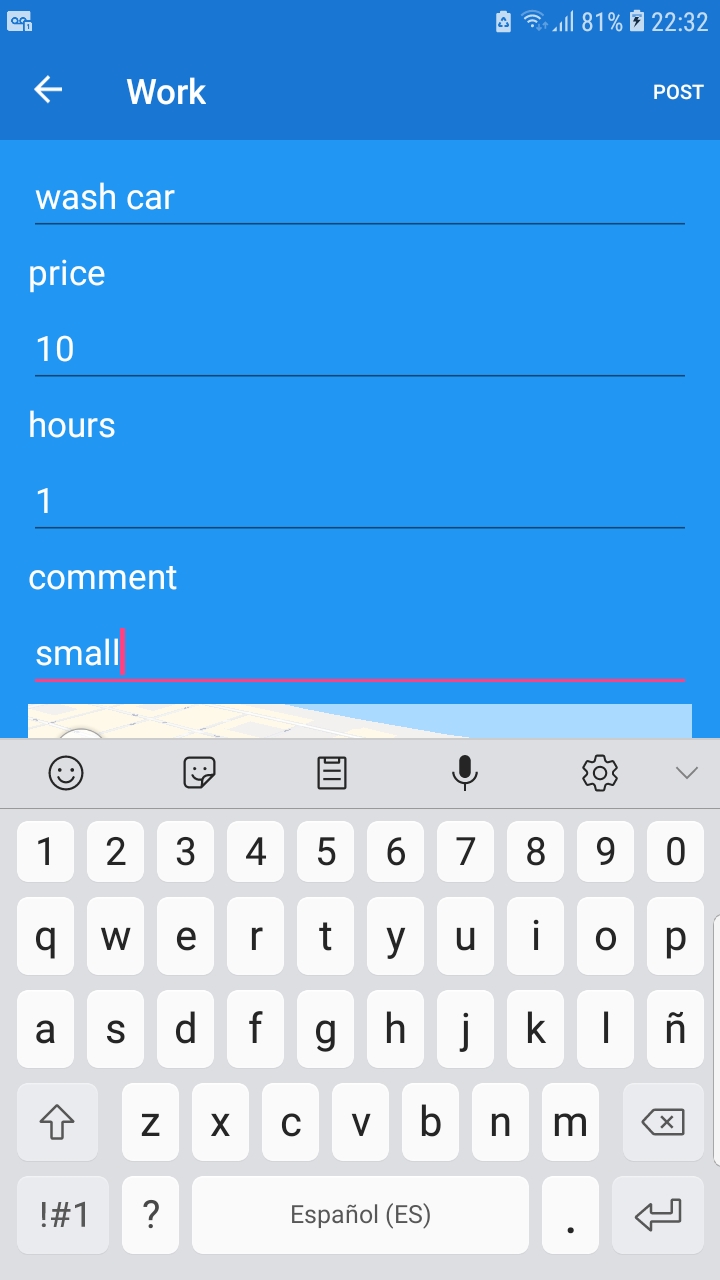 81% 22:32
Work POST
wash car
price
10
hours
1
comment
small
1 2 3 4 5 6 7 8 9 0
q w e r t y u i o p
a s d f g h j k l ñ
z x c v b n m
!#1 ? Español (ES) .